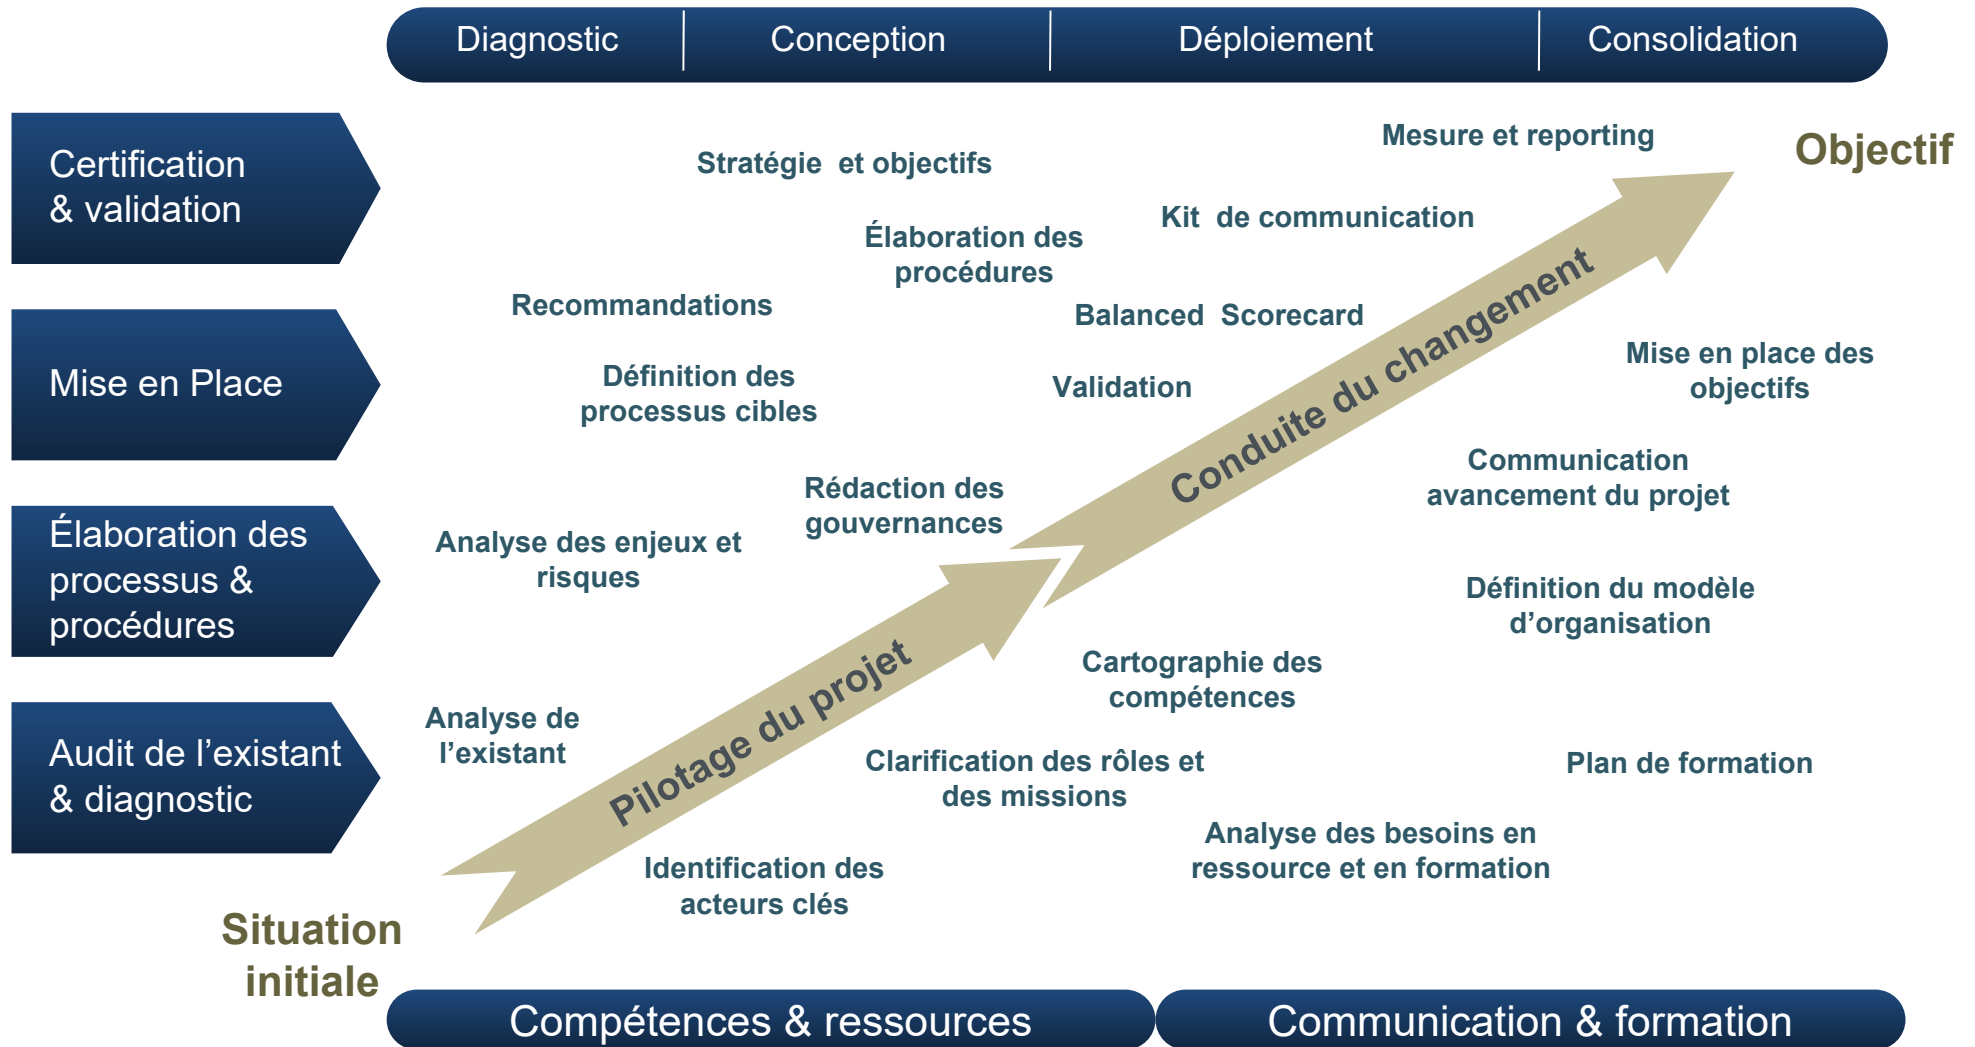 Diagnostic
Conception
Déploiement
Consolidation
Certification
& validation
Mise en Place
Élaboration des
processus &
procédures
Audit de l’existant
& diagnostic
Mesure et reporting
Objectif
Stratégie et objectifs
Kit de communication
Élaboration des
procédures
Recommandations
Balanced Scorecard
Définition des
processus cibles
Validation
Mise en place des
objectifs
Conduite du changement
Communication
avancement du projet
Rédaction des
gouvernances
Analyse des enjeux et
risques
Définition du modèle
d’organisation
Pilotage du projet
Cartographie des
compétences
Analyse de
l’existant
Clarification des rôles et
des missions
Plan de formation
Analyse des besoins en
ressource et en formation
Identification des
acteurs clés
Situation
initiale
Compétences & ressources
Communication & formation